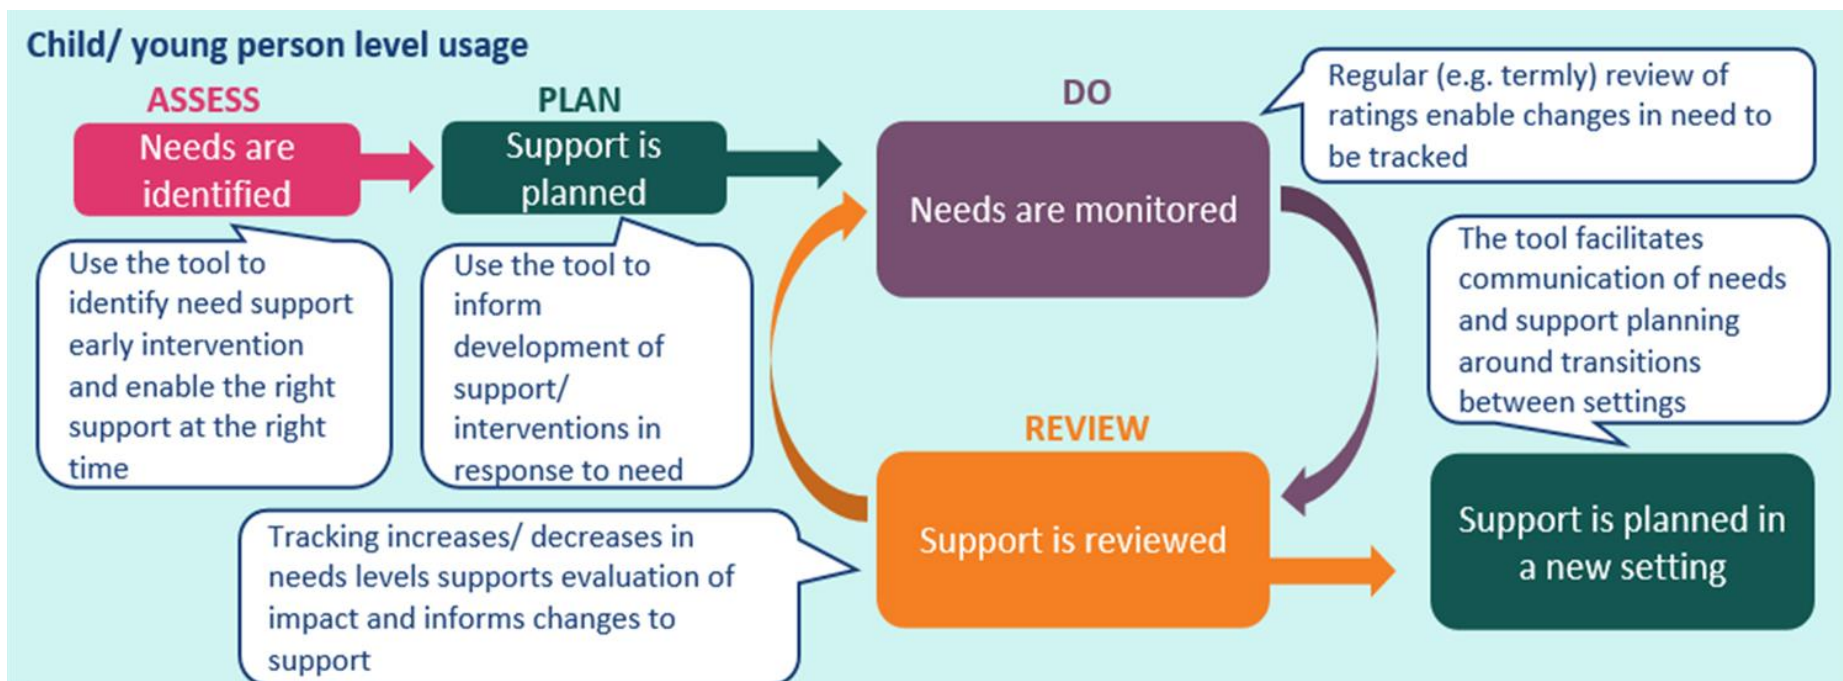 Child/ young person level usage
ASSESS
Needs are
identified
Use the tool to
identify need support
early intervention
and enable the right
support at the right
time
PLAN
Support is
planned
Use the tool to
inform
development of
support/
interventions in
response to need
DO
Needs are monitored
Regular (e.g. termly) review of
ratings enable changes in need to
be tracked
REVIEW
Support is reviewed
Tracking increases/ decreases in
needs levels supports evaluation of
impact and informs changes to
support
The tool facilitates
communication of needs
and support planning
around transitions
between settings
Support is planned in
a new setting